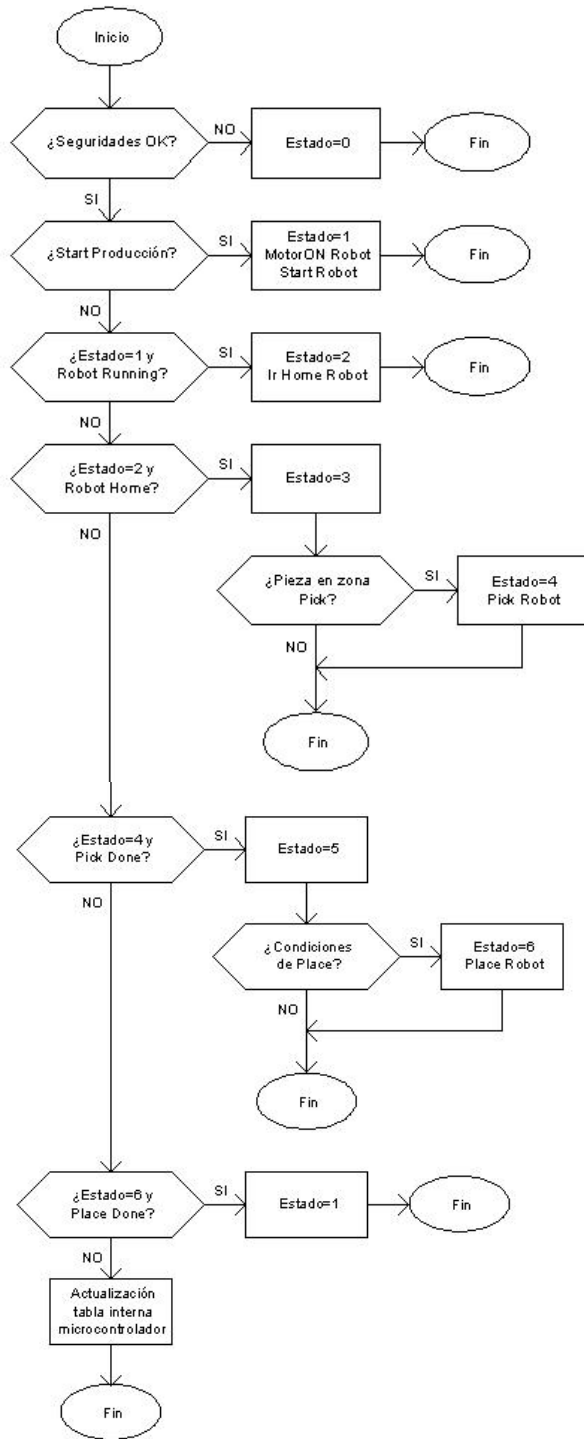 Inicio
¿Seguridades OK?
NO
Estado=0
Fin
SI
¿Start Producción?
SI
Estado=1
MotorON Robot
Start Robot
Fin
NO
¿Estado=1 y
Robot Running?
SI
Estado=2
Ir Home Robot
Fin
NO
¿Estado=2 y
Robot Home?
SI
Estado=3
NO
¿Pieza en zona
Pick?
SI
Estado=4
Pick Robot
NO
Fin
¿Estado=4 y
Pick Done?
SI
Estado=5
NO
¿Condiciones
de Place?
SI
Estado=6
Place Robot
NO
Fin
¿Estado=6 y
Place Done?
SI
Estado=1
Fin
NO
Actualización
tabla interna
microcontrolador
Fin